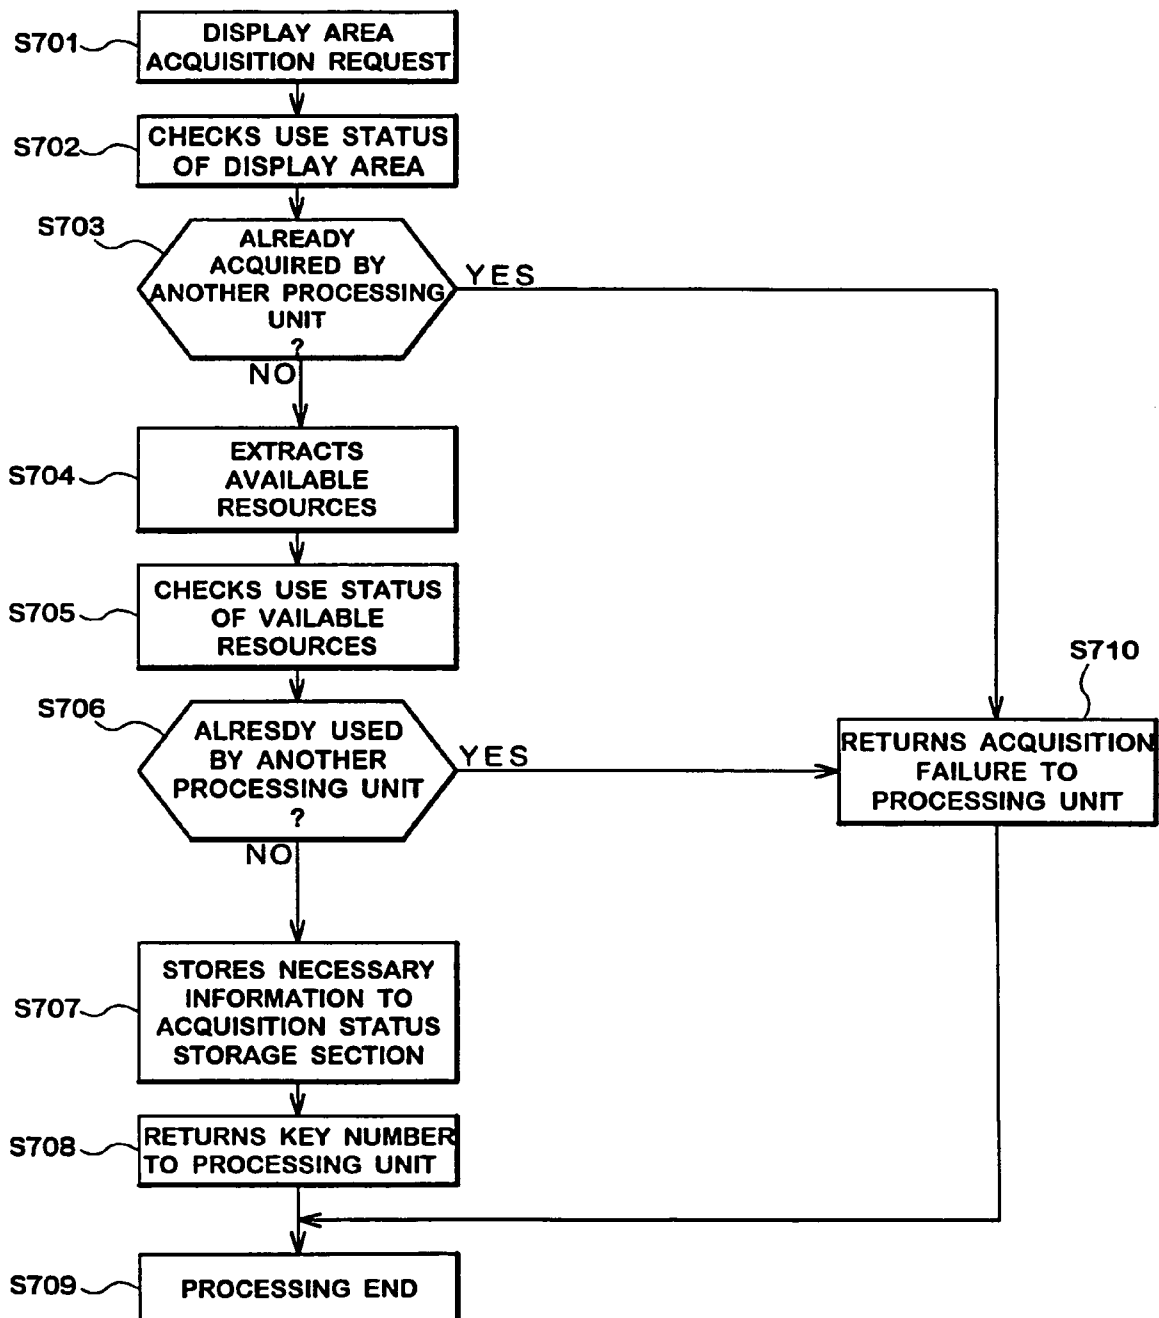 S701
DISPLAY AREA
ACQUISITION REQUEST
S702
CHECKS USE STATUS
OF DISPLAY AREA
S703
ALREADY
ACQUIRED BY
ANOTHER PROCESSING
UNIT
?
YES
NO
S704
EXTRACTS
AVAILABLE
RESOURCES
S705
CHECKS USE STATUS
OF VAILABLE
RESOURCES
S706
ALRESDY USED
BY ANOTHER
PROCESSING UNIT
?
YES
NO
S710
RETURNS ACQUISITION
FAILURE TO
PROCESSING UNIT
S707
STORES NECESSARY
INFORMATION TO
ACQUISITION STATUS
STORAGE SECTION
S708
RETURNS KEY NUMBER
TO PROCESSING UNIT
S709
PROCESSING END